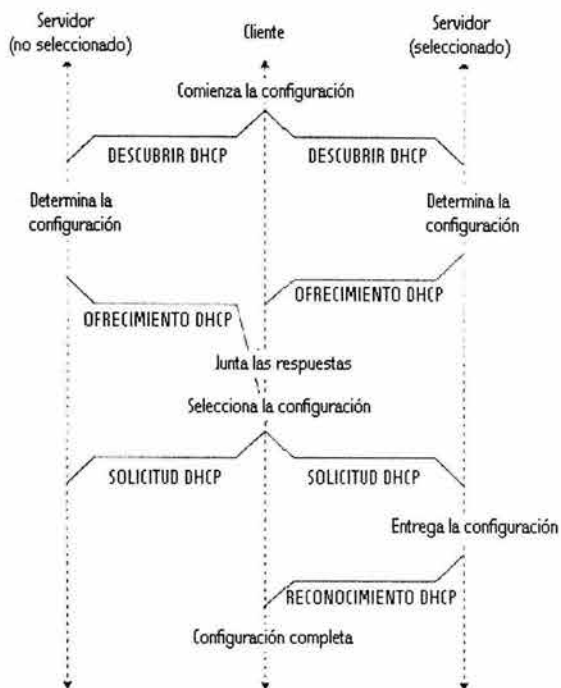 Servidor
(no seleccionado)
Cliente
Servidor
(seleccionado)
Comienza la configuración
DESCUBRIR DHCP
DESCUBRIR DHCP
Determina la
configuración
Determina la
configuración
OFRECIMIENTO DHCP
OFRECIMIENTO DHCP
Junta las respuestas
Selecciona la configuración
SOLICITUD DHCP
SOLICITUD DHCP
Entrega la configuración
RECONOCIMIENTO DHCP
Configuración completa